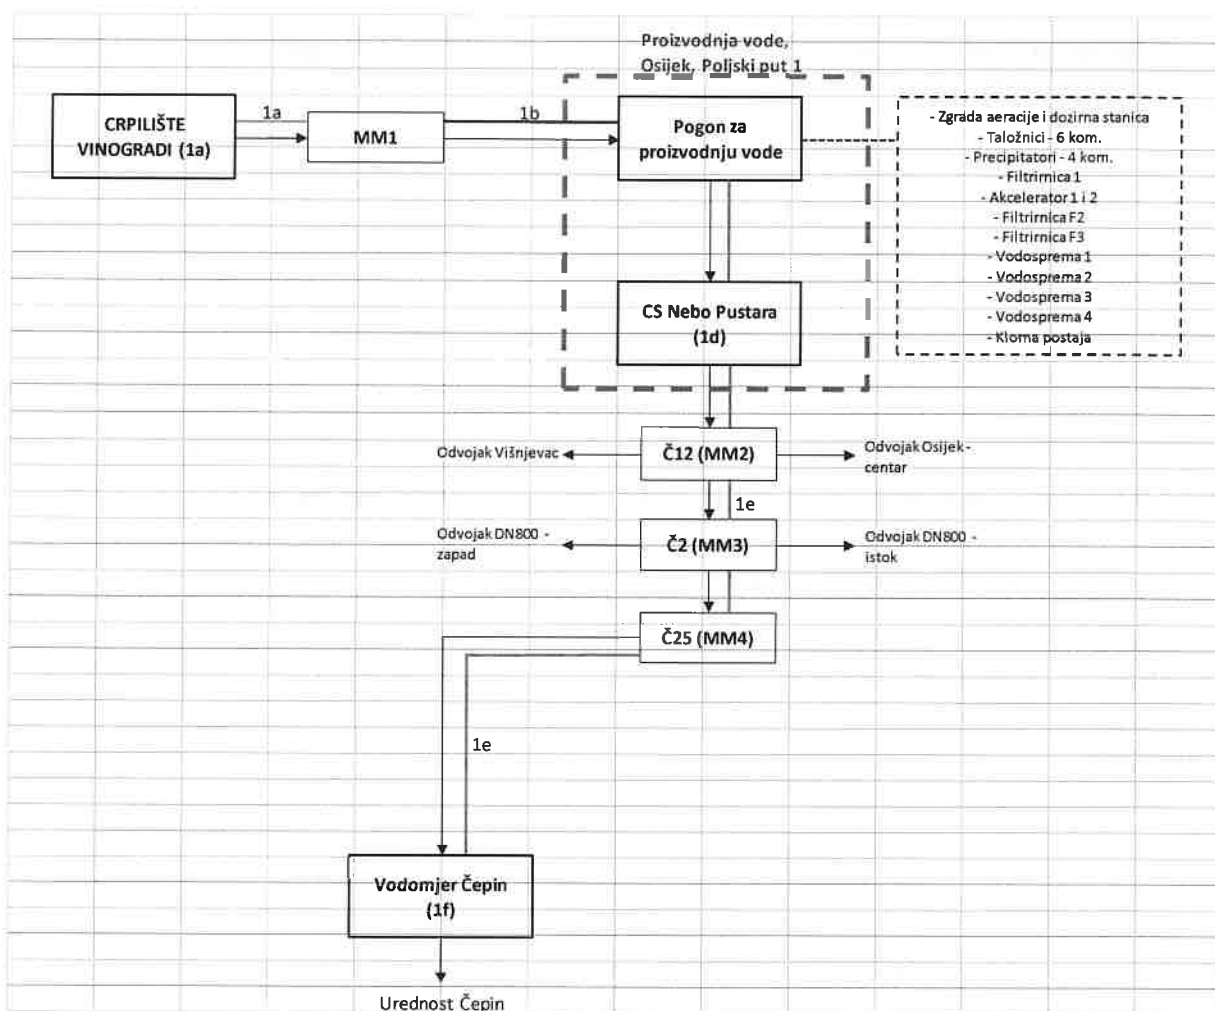 Proizvodnja vode,
Osijek, Poljski put 1
CRPILIŠTE
VINOGRADI (1a)
1a
MM1
1b
Pogon za
proizvodnju vode
- Zgrada aeracije i dozirna stanica
- Taložnici - 6 kom.
- Precipitatori - 4 kom.
- Filtrirnica 1
- Akcelerator 1 i 2
- Filtrirnica F2
- Filtrirnica F3
- Vodosprema 1
- Vodosprema 2
- Vodosprema 3
- Vodosprema 4
- Klorna postaja
CS Nebo Pustara
(1d)
Odvojak Višnjevac
Č12 (MM2)
Odvojak Osijek -
centar
1e
Odvojak DN800 -
zapad
Č2 (MM3)
Odvojak DN800 -
istok
Č25 (MM4)
1e
Vodomjer Čepin
(1f)
Urednost Čepin